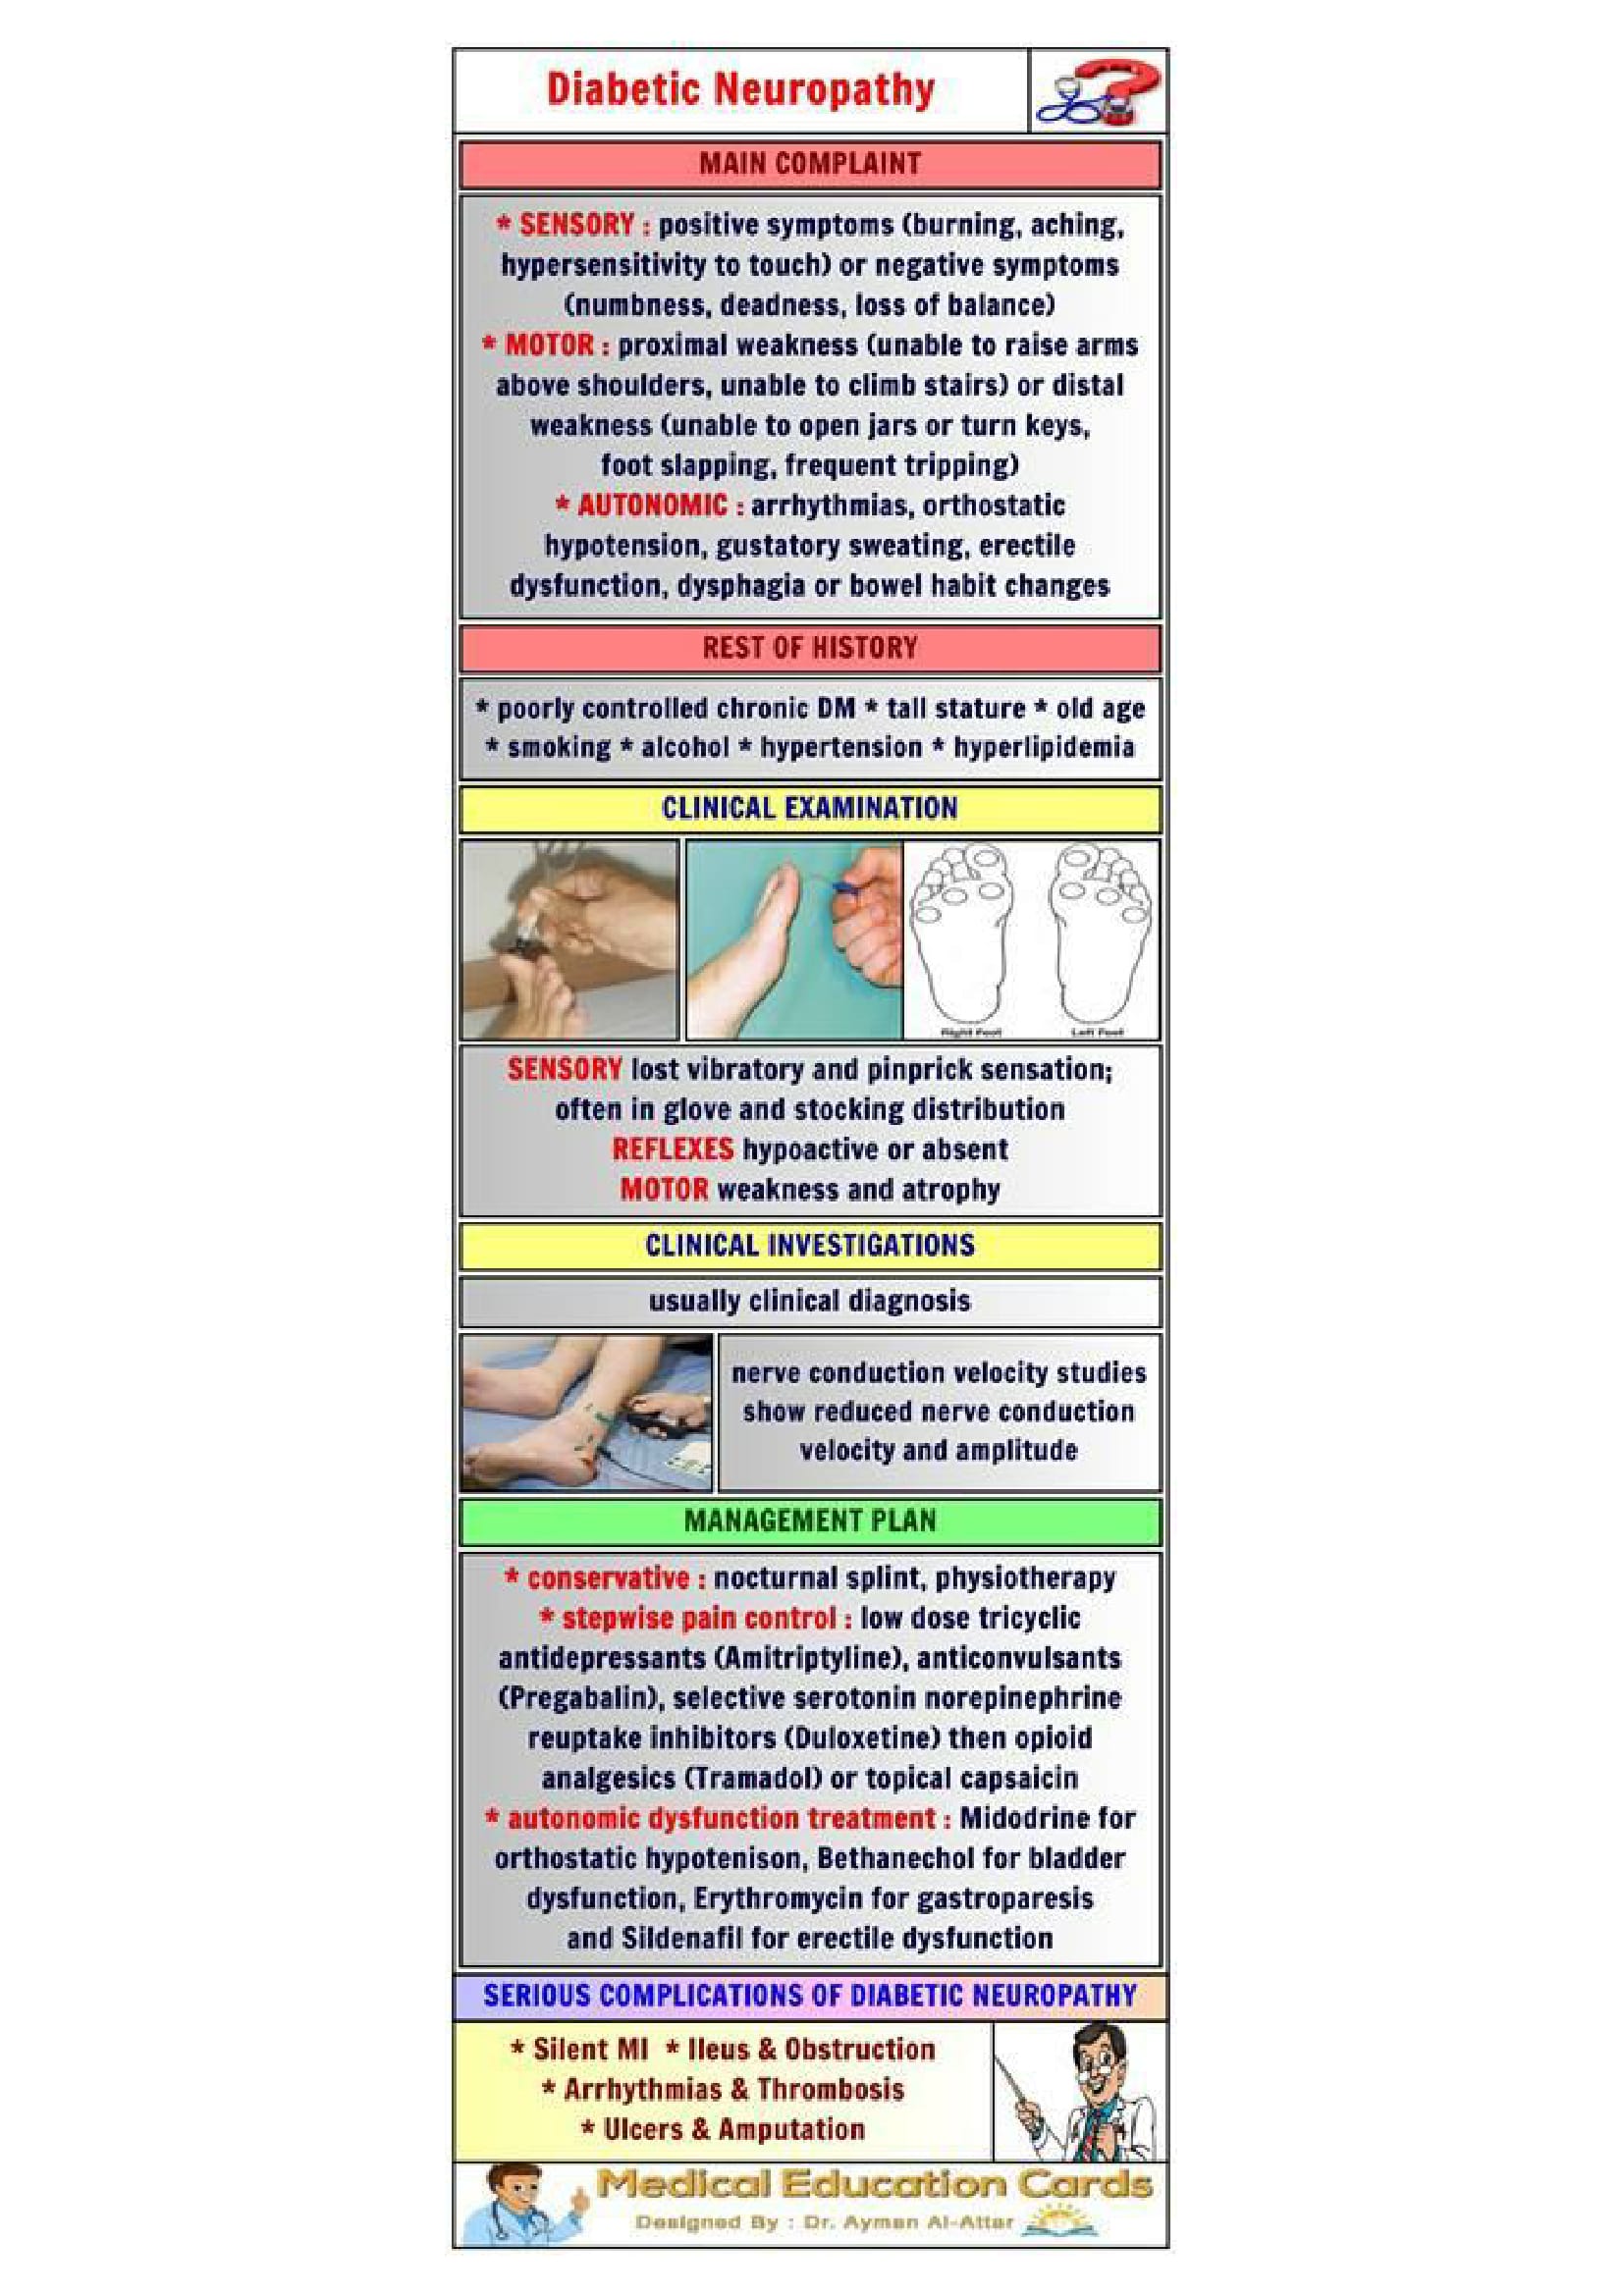 Diabetic Neuropathy
MAIN COMPLAINT
* SENSORY : positive symptoms (burning, aching,
hypersensitivity to touch) or negative symptoms
(numbness, deadness, loss of balance)
* MOTOR : proximal weakness (unable to raise arms
above shoulders, unable to climb stairs) or distal
weakness (unable to open jars or turn keys,
foot slapping, frequent tripping)
* AUTONOMIC : arrhythmias, orthostatic
hypotension, gustatory sweating, erectile
dysfunction, dysphagia or bowel habit changes
REST OF HISTORY
* poorly controlled chronic DM * tall stature * old age
* smoking * alcohol * hypertension * hyperlipidemia
CLINICAL EXAMINATION
Right Foot
Left Foot
SENSORY lost vibratory and pinprick sensation;
often in glove and stocking distribution
REFLEXES hypoactive or absent
MOTOR weakness and atrophy
CLINICAL INVESTIGATIONS
usually clinical diagnosis
nerve conduction velocity studies
show reduced nerve conduction
velocity and amplitude
MANAGEMENT PLAN
* conservative : nocturnal splint, physiotherapy
* stepwise pain control : low dose tricyclic
antidepressants (Amitriptyline), anticonvulsants
(Pregabalin), selective serotonin norepinephrine
reuptake inhibitors (Duloxetine) then opioid
analgesics (Tramadol) or topical capsaicin
* autonomic dysfunction treatment : Midodrine for
orthostatic hypotenison, Bethanechol for bladder
dysfunction, Erythromycin for gastroparesis
and Sildenafil for erectile dysfunction
SERIOUS COMPLICATIONS OF DIABETIC NEUROPATHY
* Silent MI * Ileus & Obstruction
* Arrhythmias & Thrombosis
* Ulcers & Amputation
Medical Education Cards
Designed By : Dr. Ayman Al-Attar